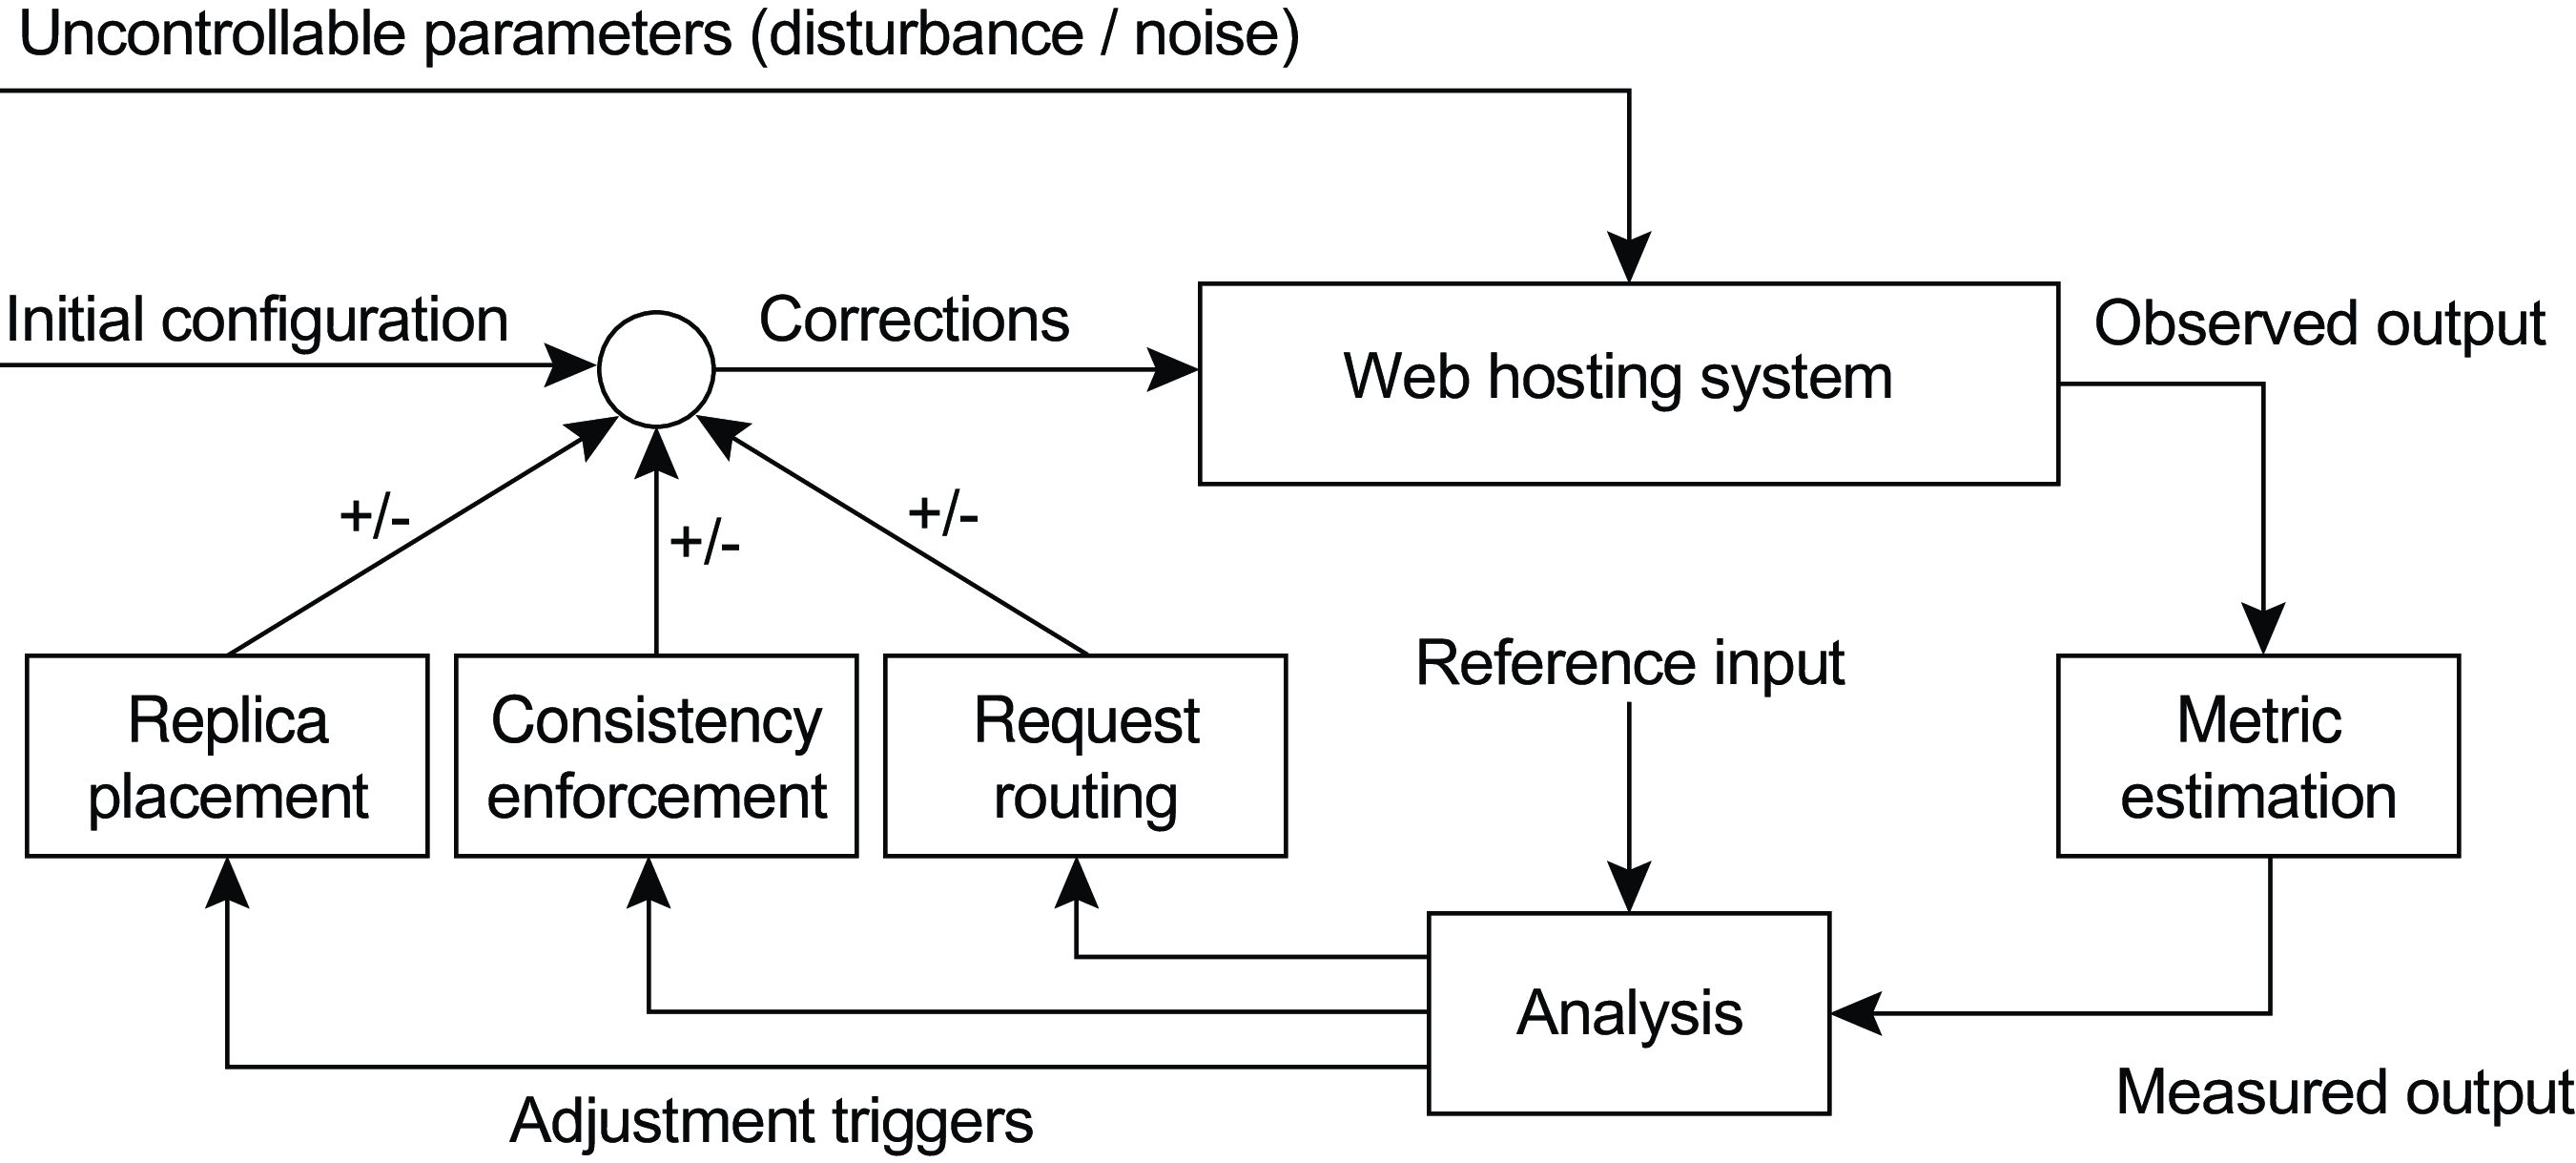 Uncontrollable parameters (disturbance / noise)
Initial configuration
Corrections
Web hosting system
Observed output
+/-
+/-
+/-
Reference input
Replica
placement
Consistency
enforcement
Request
routing
Metric
estimation
Analysis
Measured output
Adjustment triggers